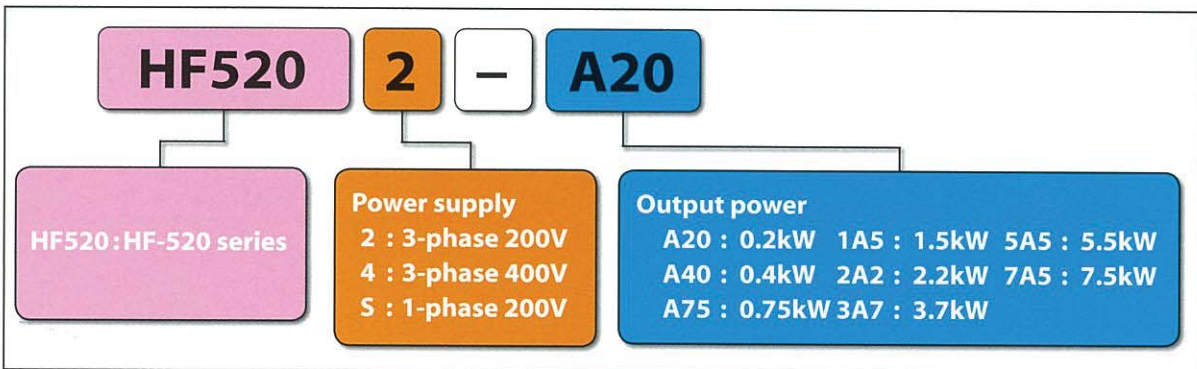 HF520 2 – A20
HF520:HF-520 series
Power supply
2 : 3-phase 200V
4 : 3-phase 400V
S : 1-phase 200V
Output power
A20 : 0.2kW 1A5 : 1.5kW 5A5 : 5.5kW
A40 : 0.4kW 2A2 : 2.2kW 7A5 : 7.5kW
A75 : 0.75kW 3A7 : 3.7kW